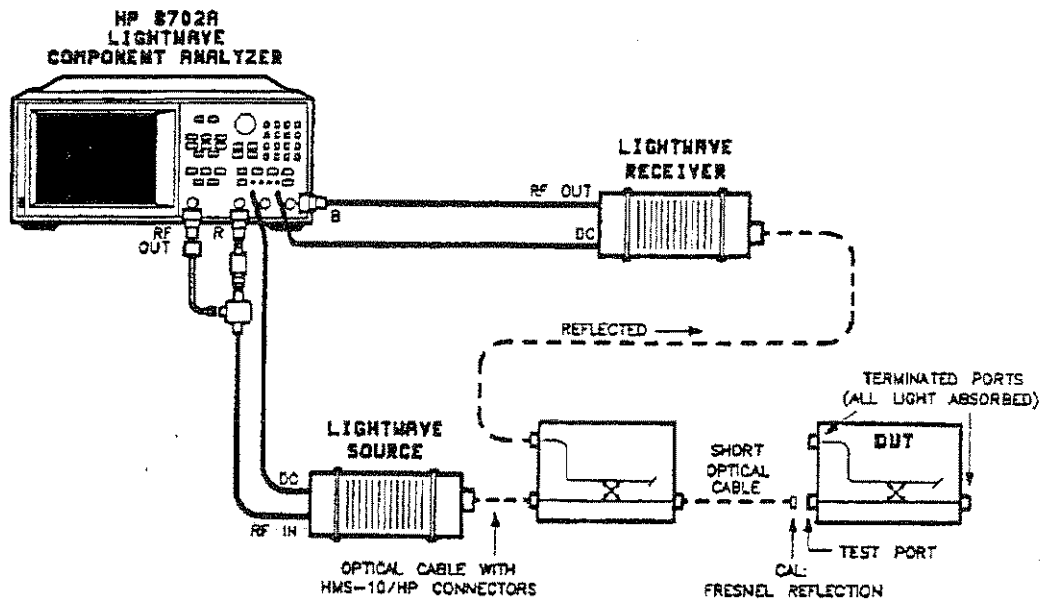 HP 8702A
LIGHTWAVE
COMPONENT ANALYZER
LIGHTWAVE
RECEIVER
RF OUT
B
DC
RF
OUT
R
REFLECTED
TERMINATED PORTS
(ALL LIGHT ABSORBED)
DUT
LIGHTWAVE
SOURCE
SHORT
OPTICAL
CABLE
DC
RF IN
OPTICAL CABLE WITH
HMS-10/HP CONNECTORS
TEST PORT
CAL:
FRESNEL REFLECTION